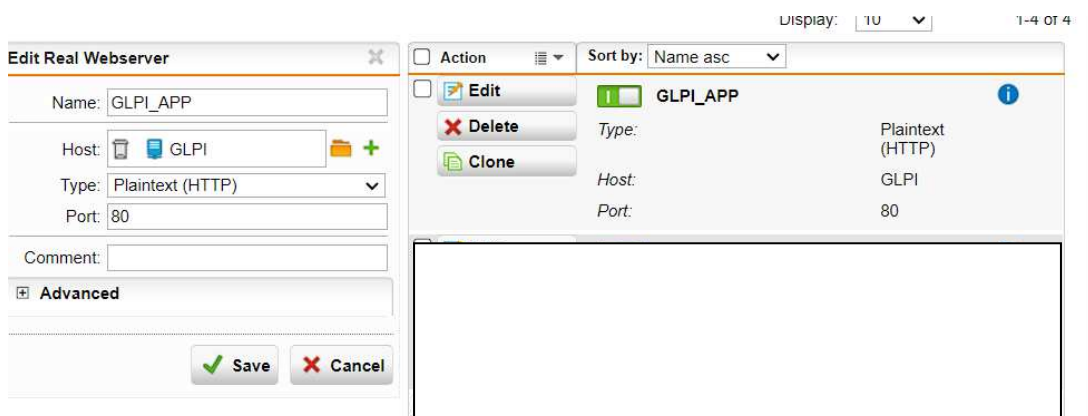 Display: 10 1-4 of 4
Edit Real Webserver
Name: GLPI_APP
Host: GLPI
Type: Plaintext (HTTP)
Port: 80
Comment:
Advanced
Save Cancel
Action Sort by: Name asc
Edit GLPI_APP
Delete Type: Plaintext
(HTTP)
Clone
Host: GLPI
Port: 80